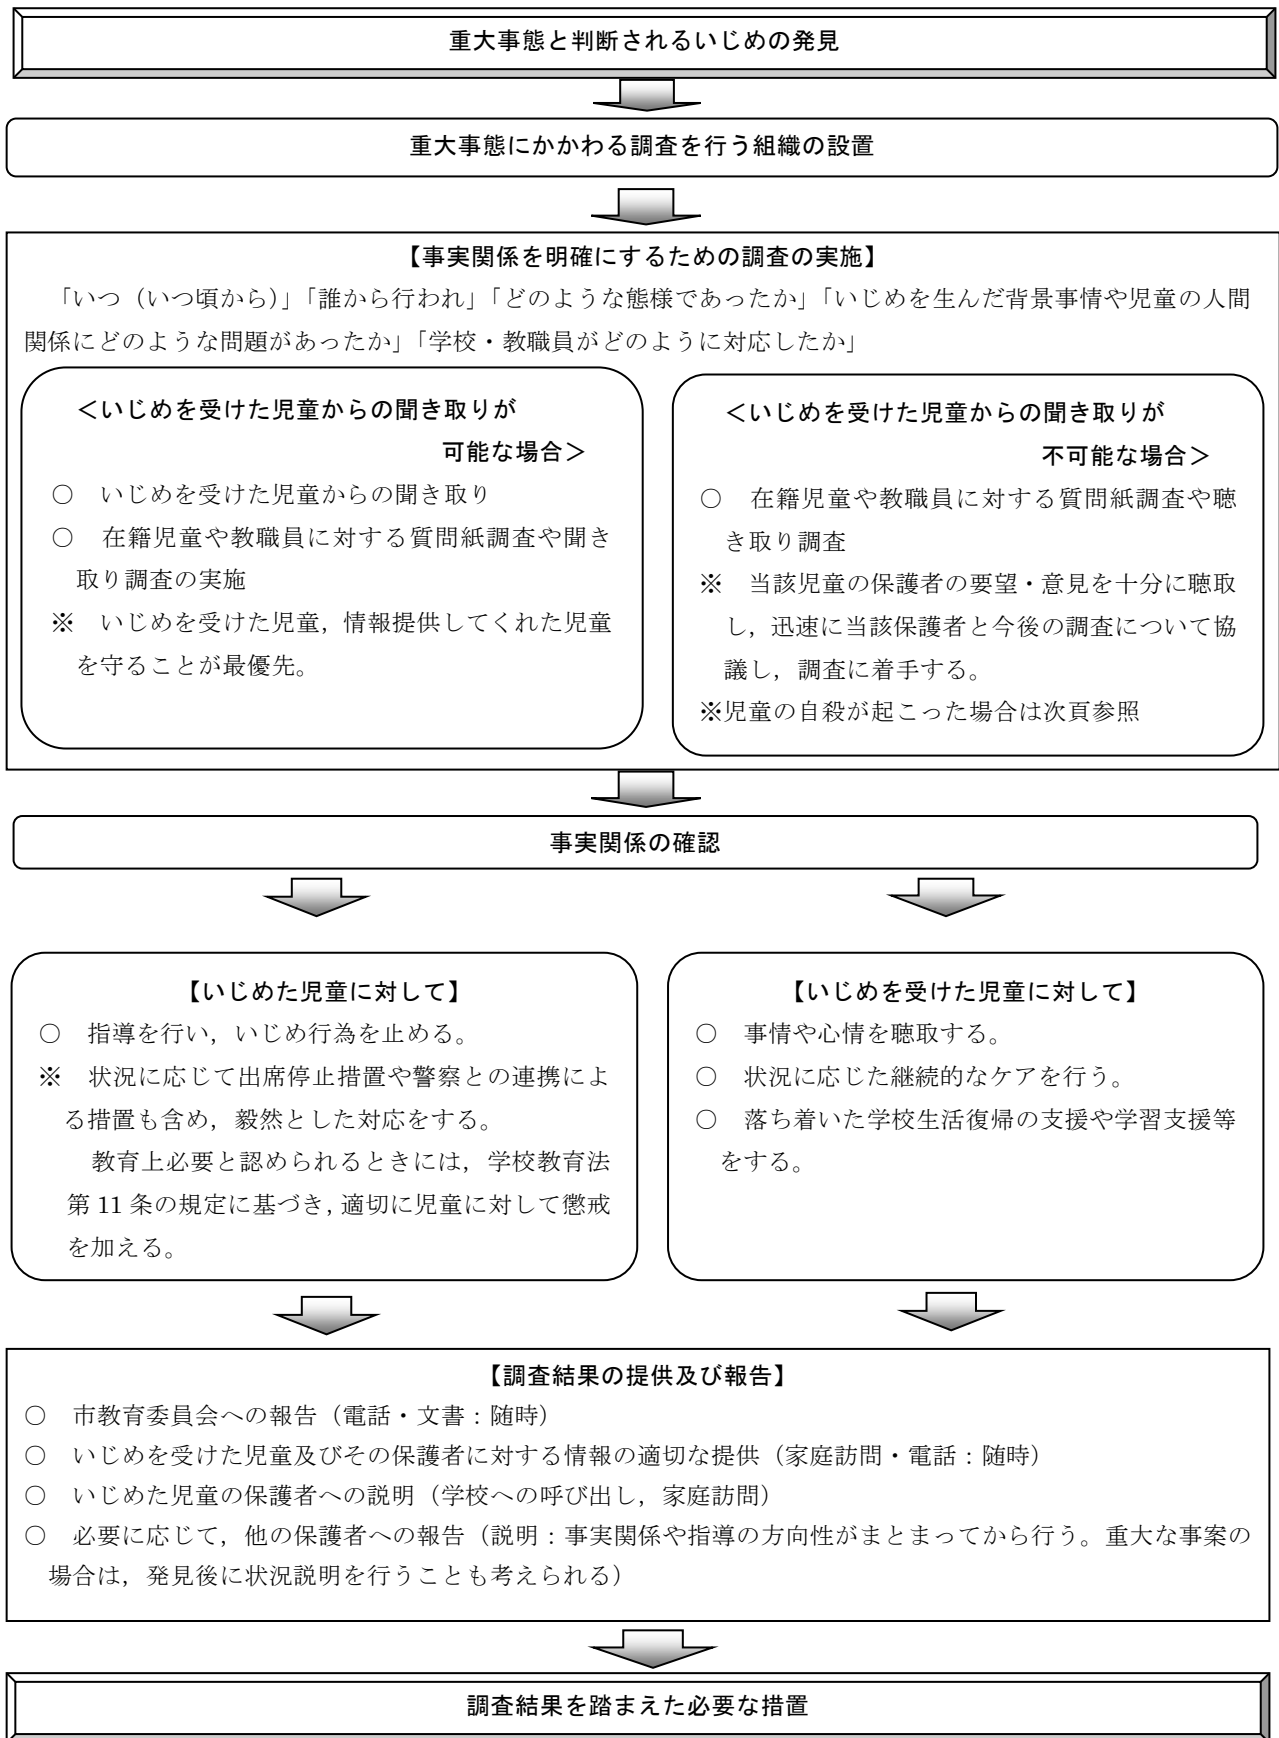 重大事態と判断されるいじめの発見
重大事態にかかわる調査を行う組織の設置
【事実関係を明確にするための調査の実施】
「いつ（いつ頃から）」「誰から行われ」「どのような態様であったか」「いじめを生んだ背景事情や児童の人間
関係にどのような問題があったか」「学校・教職員がどのように対応したか」
＜いじめを受けた児童からの聞き取りが
可能な場合＞
○　いじめを受けた児童からの聞き取り
○　在籍児童や教職員に対する質問紙調査や聞き
取り調査の実施
※　いじめを受けた児童，情報提供してくれた児童
を守ることが最優先。
＜いじめを受けた児童からの聞き取りが
不可能な場合＞
○　在籍児童や教職員に対する質問紙調査や聴
き取り調査
※　当該児童の保護者の要望・意見を十分に聴取
し，迅速に当該保護者と今後の調査について協
議し，調査に着手する。
※児童の自殺が起こった場合は次頁参照
事実関係の確認
【いじめた児童に対して】
○　指導を行い，いじめ行為を止める。
※　状況に応じて出席停止措置や警察との連携によ
る措置も含め，毅然とした対応をする。
教育上必要と認められるときには，学校教育法
第 11 条の規定に基づき，適切に児童に対して懲戒
を加える。
【いじめを受けた児童に対して】
○　事情や心情を聴取する。
○　状況に応じた継続的なケアを行う。
○　落ち着いた学校生活復帰の支援や学習支援等
をする。
【調査結果の提供及び報告】
○　市教育委員会への報告（電話・文書：随時）
○　いじめを受けた児童及びその保護者に対する情報の適切な提供（家庭訪問・電話：随時）
○　いじめた児童の保護者への説明（学校への呼び出し，家庭訪問）
○　必要に応じて，他の保護者への報告（説明：事実関係や指導の方向性がまとまってから行う。重大な事案の
場合は，発見後に状況説明を行うことも考えられる）
調査結果を踏まえた必要な措置